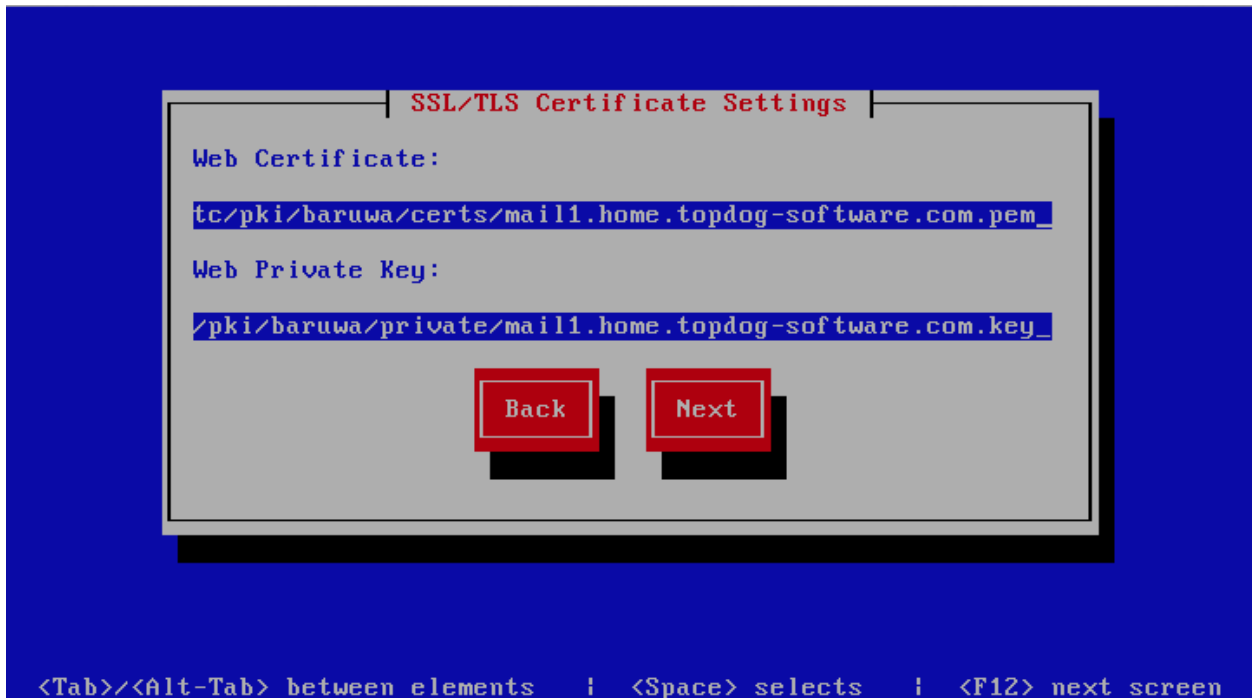 SSL/TLS Certificate Settings
Web Certificate:
tc/pki/baruwa/certs/mail1.home.topdog-software.com.pem_
Web Private Key:
/pki/baruwa/private/mail1.home.topdog-software.com.key_
Back Next
<Tab>/<Alt-Tab> between elements | <Space> selects | <F12> next screen